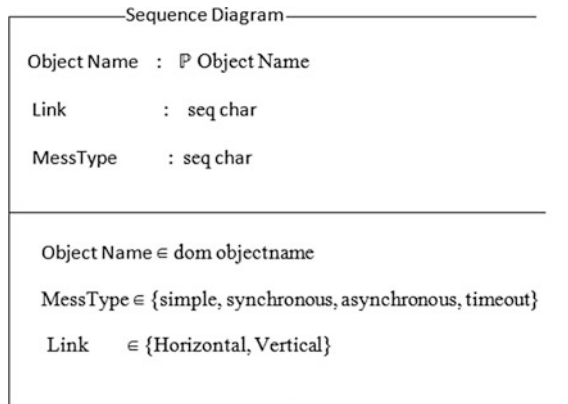 Sequence Diagram
Object Name : ℙ Object Name
Link : seq char
MessType : seq char
Object Name ∈ dom objectname
MessType ∈ {simple, synchronous, asynchronous, timeout}
Link ∈ {Horizontal, Vertical}